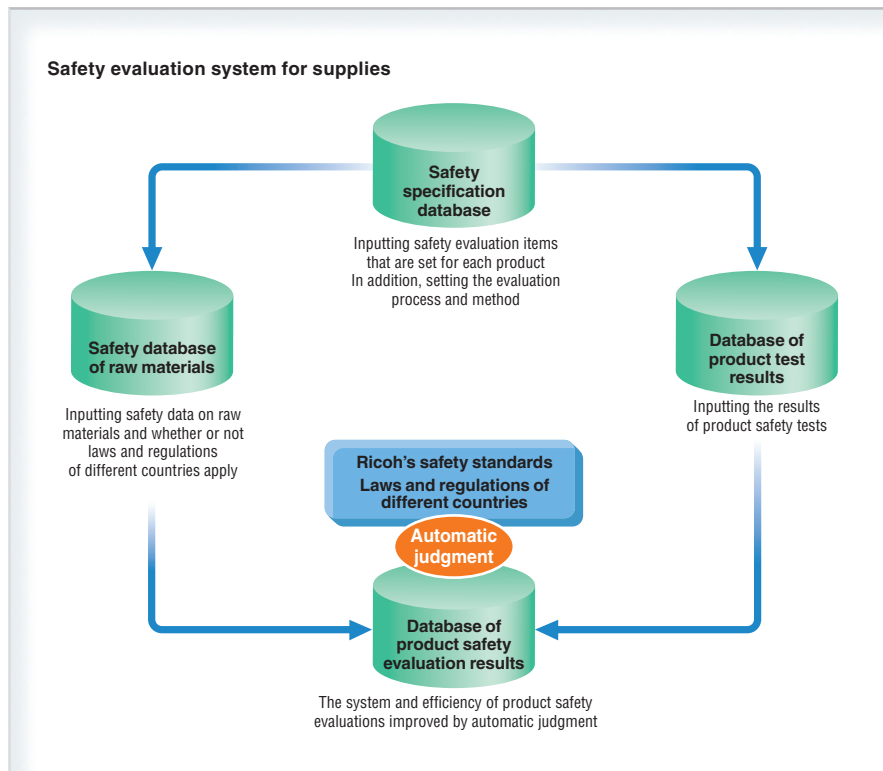 Safety evaluation system for supplies
Safety
specification
database
Inputting safety evaluation items
that are set for each product
In addition, setting the evaluation
process and method
Safety database
of raw materials
Inputting safety data on raw
materials and whether or not
laws and regulations
of different countries apply
Database of
product test
results
Inputting the results
of product safety tests
Ricoh's safety standards
Laws and regulations of
different countries
Automatic
judgment
Database of
product safety
evaluation results
The system and efficiency of product safety
evaluations improved by automatic judgment